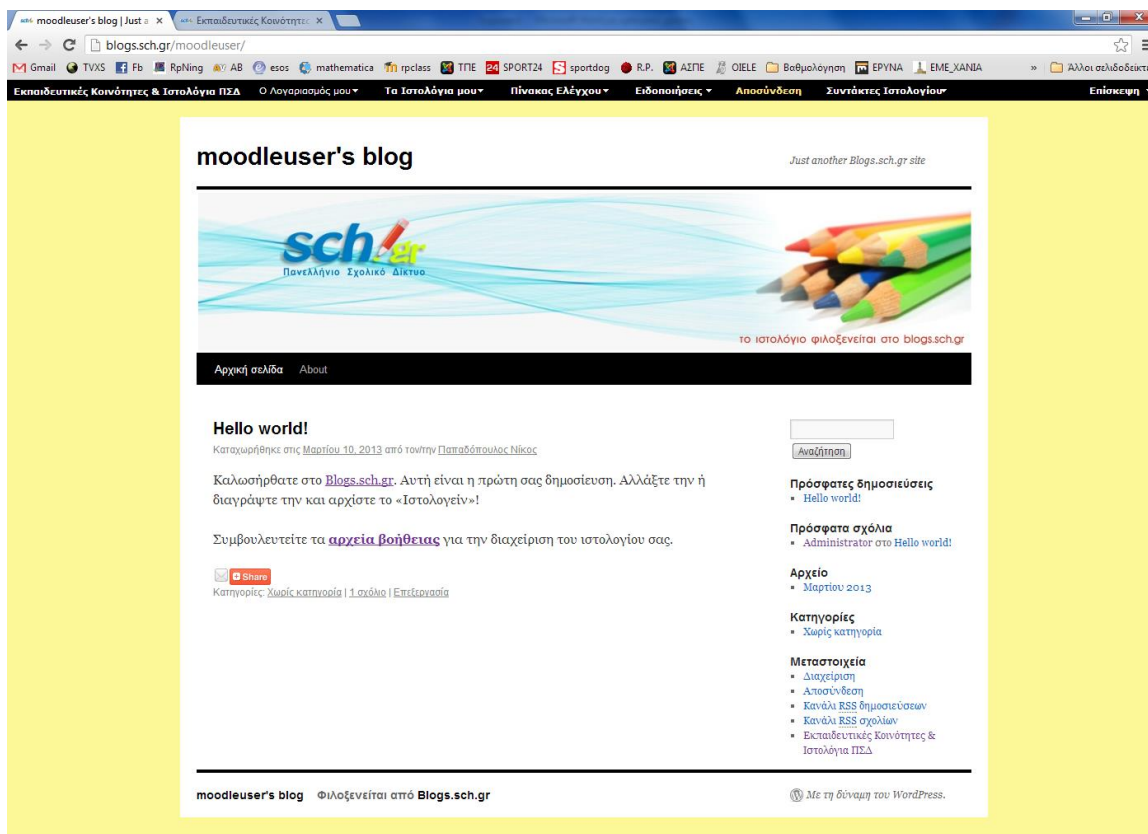 moodleuser's blog | Just a
Εκπαιδευτικές Κοινότητες
blogs.sch.gr/moodleuser/
Gmail TVXS Fb RpNing AB esos mathematica rpclass ΤΠΕ SPORT24 sportdog R.P. ΑΣΠΕ OIELE Βαθμολόγηση ΕΡΥΝΑ EME_XANIA » Άλλοι σελιδοδείκτ
Εκπαιδευτικές Κοινότητες & Ιστολόγια ΠΣΔ Ο Λογαριασμός μου Τα Ιστολόγια μου Πίνακας Ελέγχου Ειδοποιήσεις Αποσύνδεση Συντάκτες Ιστολογίου Επίσκεψη
moodleuser's blog
Just another Blogs.sch.gr site
sch.gr
Πανελλήνιο Σχολικό Δίκτυο
το ιστολόγιο φιλοξενείται στο blogs.sch.gr
Αρχική σελίδα About
Hello world!
Καταχωρήθηκε στις Μαρτίου 10, 2013 από τον/την Παπαδόπουλος Νίκος
Καλωσήρθατε στο Blogs.sch.gr. Αυτή είναι η πρώτη σας δημοσίευση. Αλλάξτε την ή
διαγράψτε την και αρχίστε το «Ιστολογείν»!
Συμβουλευτείτε τα αρχεία βοήθειας για την διαχείριση του ιστολογίου σας.
Share
Κατηγορίες: Χωρίς κατηγορία | 1 σχόλιο | Επεξεργασία
Αναζήτηση
Πρόσφατες δημοσιεύσεις
Hello world!
Πρόσφατα σχόλια
Administrator στο Hello world!
Αρχείο
Μαρτίου 2013
Κατηγορίες
Χωρίς κατηγορία
Μεταστοιχεία
Διαχείριση
Αποσύνδεση
Κανάλι RSS δημοσιεύσεων
Κανάλι RSS σχολίων
Εκπαιδευτικές Κοινότητες &
Ιστολόγια ΠΣΔ
moodleuser's blog Φιλοξενείται από Blogs.sch.gr
Με τη δύναμη του WordPress.